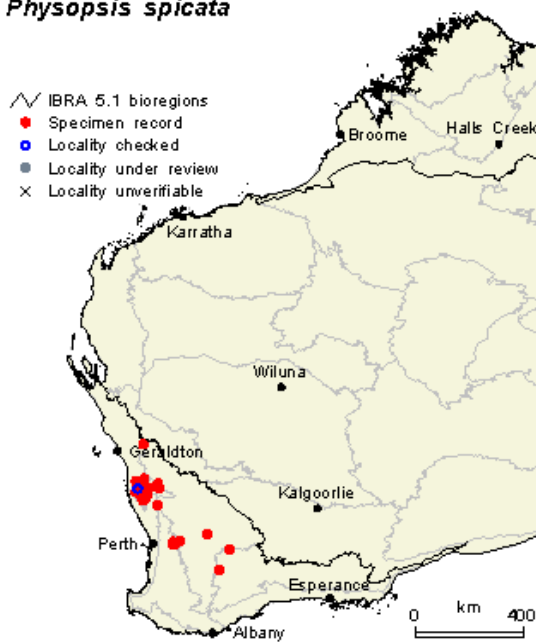 Physopsis spicata
IBRA 5.1 bioregions
Specimen record
Locality checked
Locality under review
Locality unverifiable
Broome
Halls Creek
Karratha
Wiluna
Geraldton
Kalgoorlie
Perth
Esperance
Albany
0 km 400